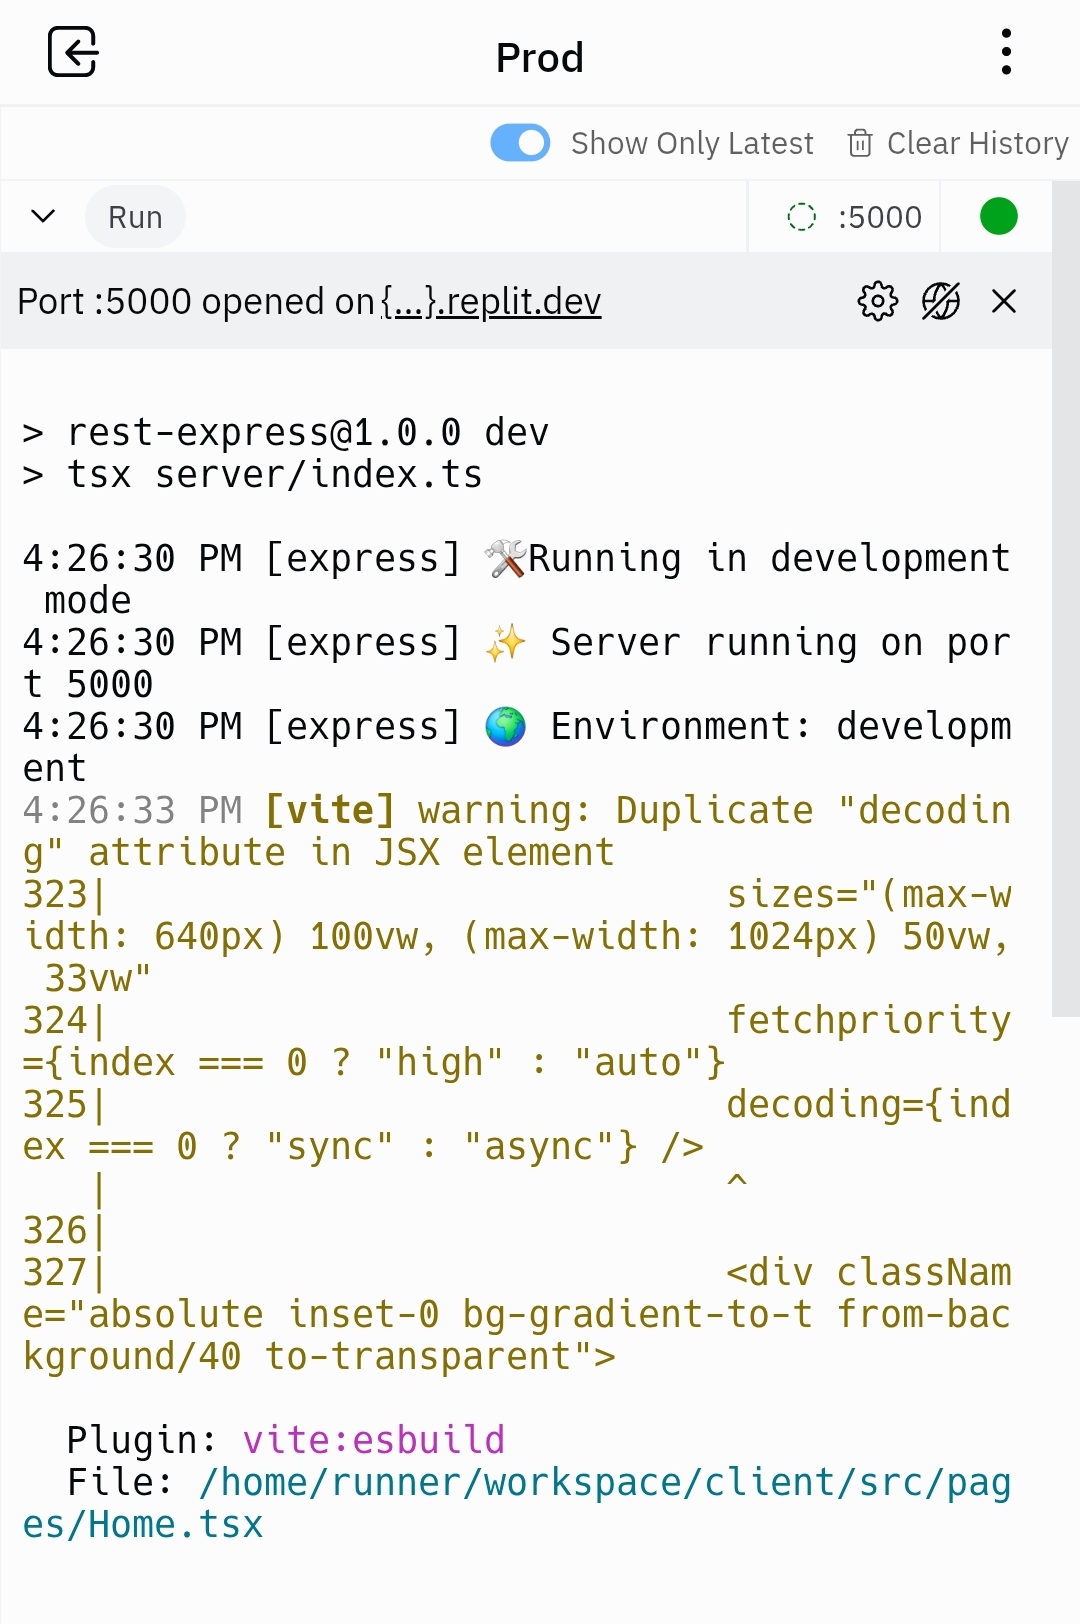 Prod
Show Only Latest Clear History
Run :5000
Port :5000 opened on {...}.replit.dev
> rest-express@1.0.0 dev
> tsx server/index.ts
4:26:30 PM [express] 🛠Running in development
mode
4:26:30 PM [express] ✨ Server running on por
t 5000
4:26:30 PM [express] 🌍 Environment: developm
ent
4:26:33 PM [vite] warning: Duplicate "decodin
g" attribute in JSX element
323|                            sizes="(max-w
idth: 640px) 100vw, (max-width: 1024px) 50vw,
 33vw"
324|                            fetchpriority
={index === 0 ? "high" : "auto"}
325|                            decoding={ind
ex === 0 ? "sync" : "async"} />
   |                            ^
326|
327|                            <div classNam
e="absolute inset-0 bg-gradient-to-t from-bac
kground/40 to-transparent">
  Plugin: vite:esbuild
  File: /home/runner/workspace/client/src/pag
es/Home.tsx